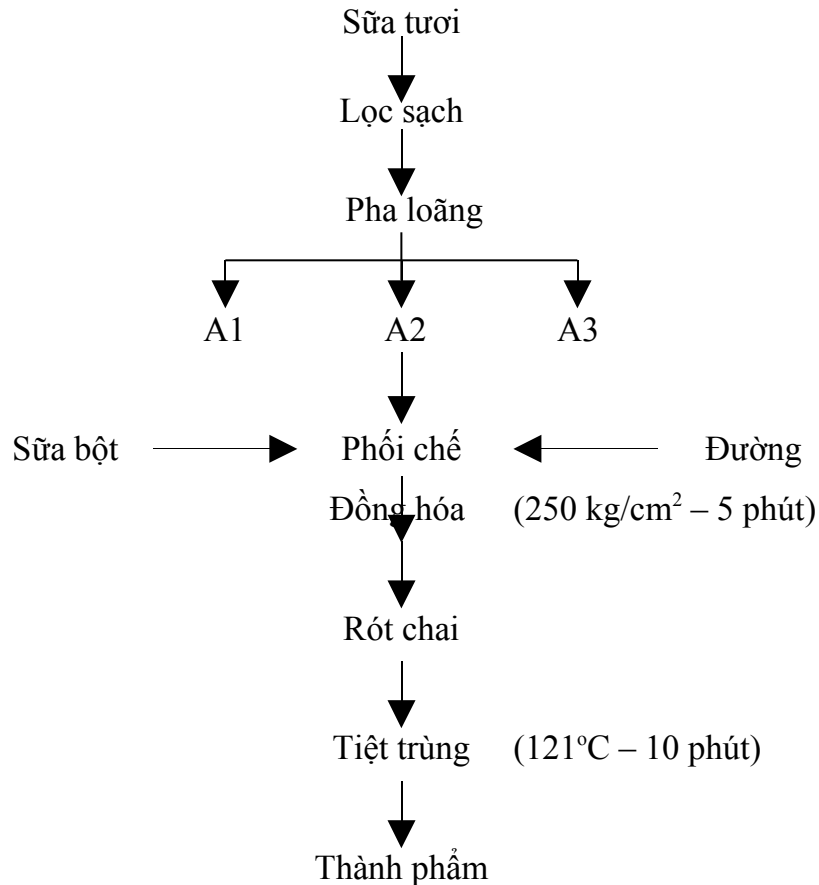 Sữa tươi
Lọc sạch
Pha loãng
A1 A2 A3
Sữa bột Phối chế Đường
Đồng hóa (250 kg/cm² – 5 phút)
Rót chai
Tiệt trùng (121ºC – 10 phút)
Thành phẩm